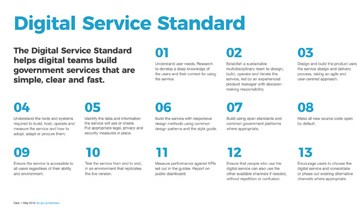 Digital Service Standard
The Digital Service Standard
helps digital teams build
government services that are
simple, clear and fast.
01
Understand user needs. Research
to develop a deep knowledge of
the users and their context for using
the service.
02
Establish a sustainable
multidisciplinary team to design,
build, operate and iterate the
service, led by an experienced
product manager with decision-
making responsibility.
03
Design and build the product using
the service design and delivery
process, taking an agile and
user-centred approach.
04
Understand the tools and systems
required to build, host, operate and
measure the service and how to
adopt, adapt or procure them.
05
Identify the data and information
the service will use or create.
Put appropriate legal, privacy and
security measures in place.
06
Build the service with responsive
design methods using common
design patterns and the style guide.
07
Build using open standards and
common government platforms
where appropriate.
08
Make all new source code open
by default.
09
Ensure the service is accessible to
all users regardless of their ability
and environment.
10
Test the service from end to end,
in an environment that replicates
the live version.
11
Measure performance against KPIs
set out in the guides. Report on
public dashboard.
12
Ensure that people who use the
digital service can also use the
other available channels if needed,
without repetition or confusion.
13
Encourage users to choose the
digital service and consolidate
or phase out existing alternative
channels where appropriate.